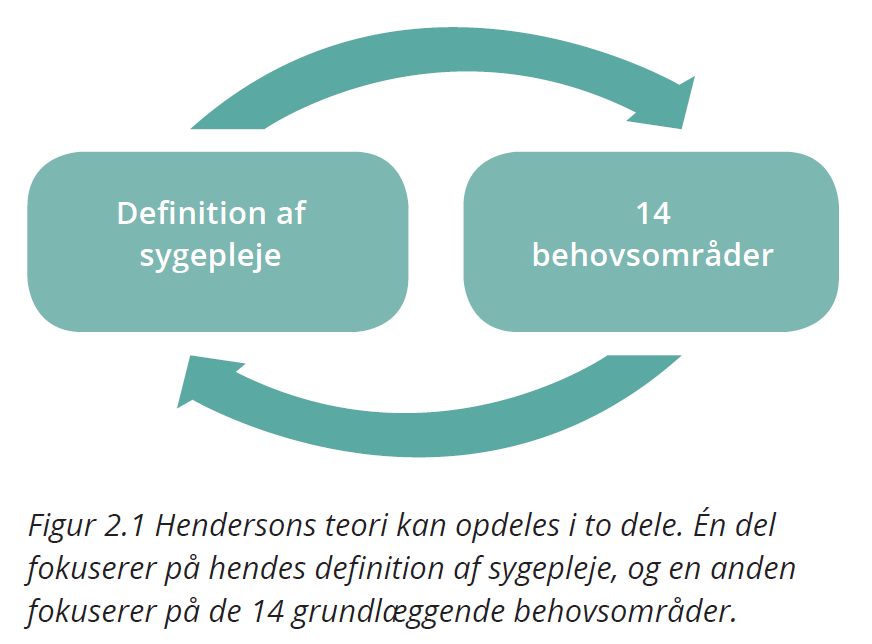 Definition af
sygepleje
14
behovsområder
Figur 2.1 Hendersons teori kan opdeles i to dele. Én del
fokuserer på hendes definition af sygepleje, og en anden
fokuserer på de 14 grundlæggende behovsområder.